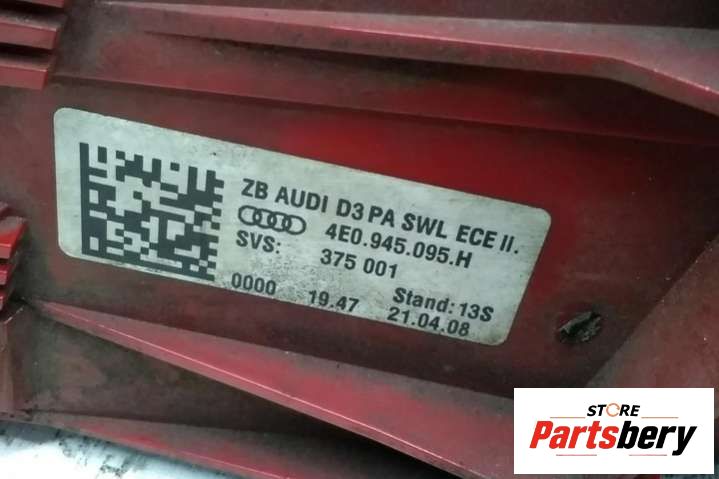 ZB AUDI D3 PA SWL ECE II.
4E0.945.095.H
SVS: 375 001
Stand: 13S
0000 19.47 21.04.08
STORE
Partsbery